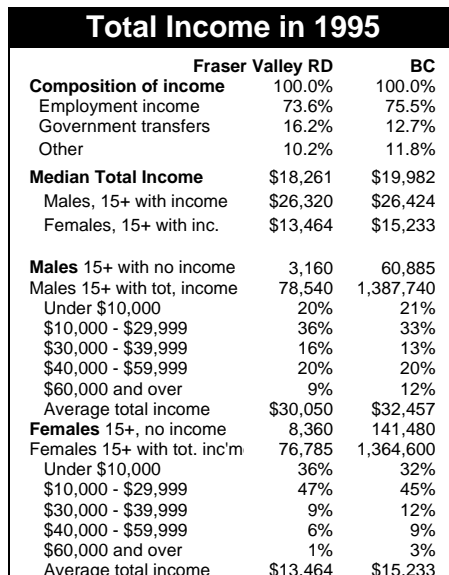 Total Income in 1995
Fraser Valley RD BC
Composition of income 100.0% 100.0%
Employment income 73.6% 75.5%
Government transfers 16.2% 12.7%
Other 10.2% 11.8%
Median Total Income $18,261 $19,982
Males, 15+ with income $26,320 $26,424
Females, 15+ with inc. $13,464 $15,233
Males 15+ with no income 3,160 60,885
Males 15+ with tot, income 78,540 1,387,740
Under $10,000 20% 21%
$10,000 - $29,999 36% 33%
$30,000 - $39,999 16% 13%
$40,000 - $59,999 20% 20%
$60,000 and over 9% 12%
Average total income $30,050 $32,457
Females 15+, no income 8,360 141,480
Females 15+ with tot. inc'm 76,785 1,364,600
Under $10,000 36% 32%
$10,000 - $29,999 47% 45%
$30,000 - $39,999 9% 12%
$40,000 - $59,999 6% 9%
$60,000 and over 1% 3%
Average total income $13,464 $15,233